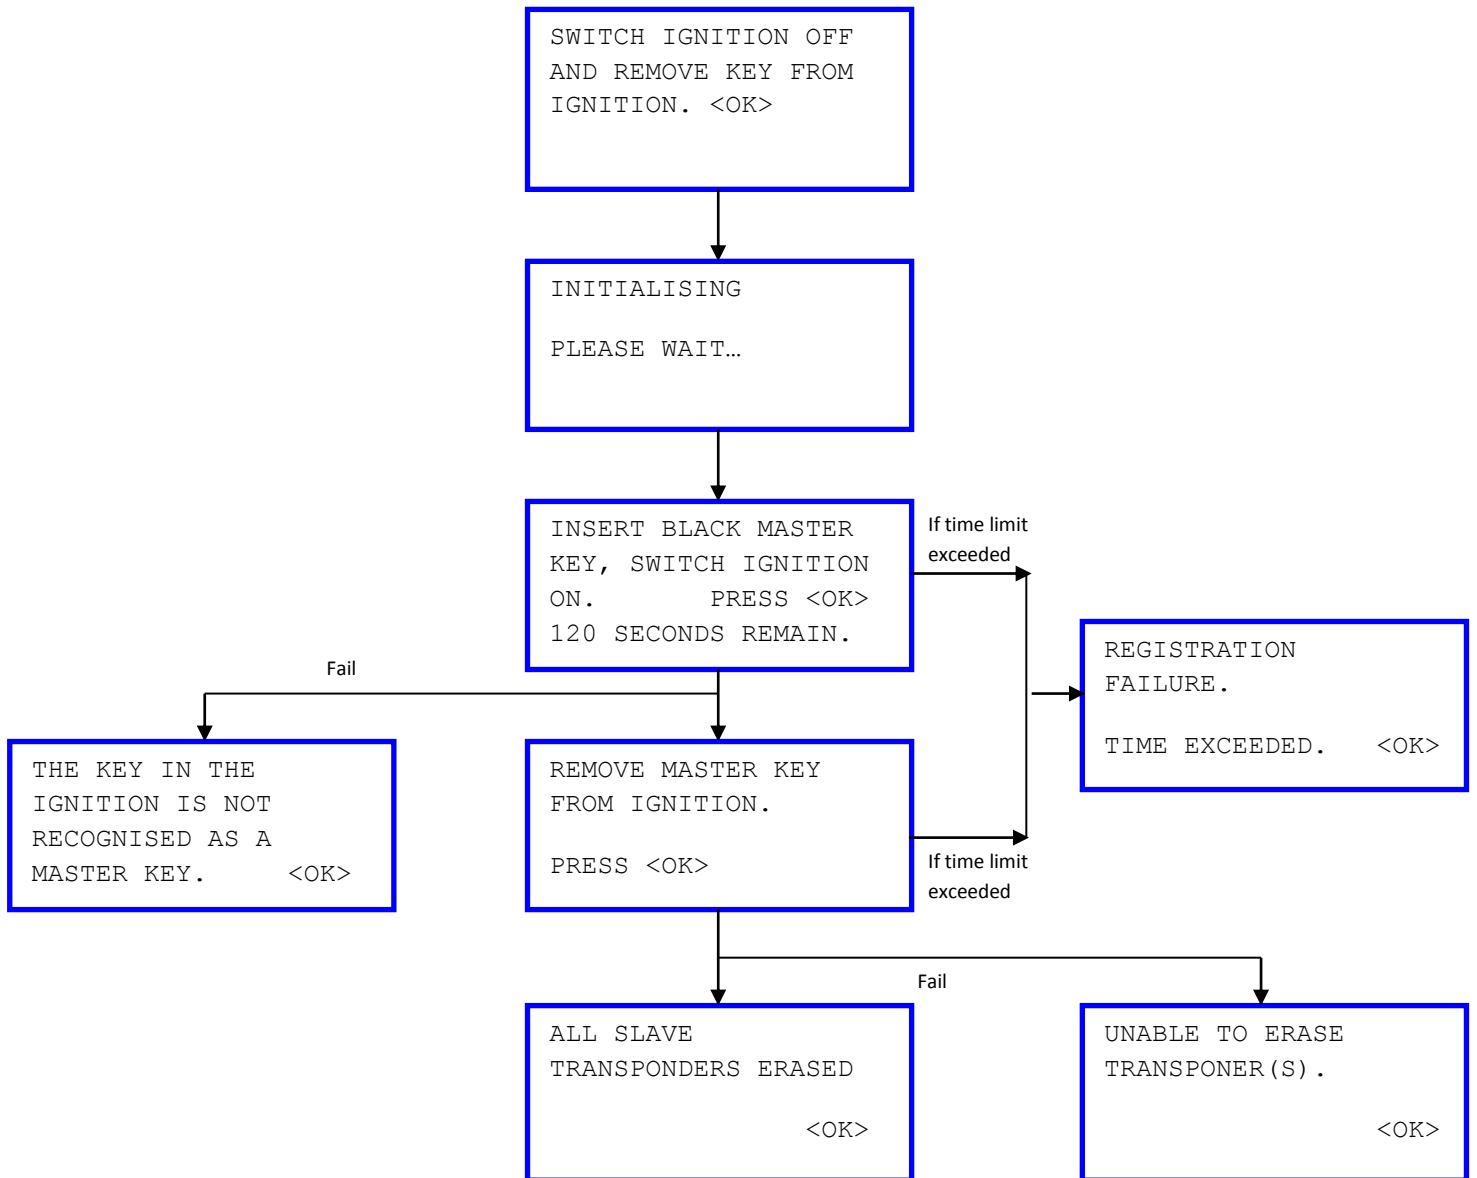 SWITCH IGNITION OFF
AND REMOVE KEY FROM
IGNITION. <OK>
INITIALISING
PLEASE WAIT…
INSERT BLACK MASTER
KEY, SWITCH IGNITION
ON. PRESS <OK>
120 SECONDS REMAIN.
If time limit
exceeded
REGISTRATION
FAILURE.
TIME EXCEEDED. <OK>
Fail
THE KEY IN THE
IGNITION IS NOT
RECOGNISED AS A
MASTER KEY. <OK>
REMOVE MASTER KEY
FROM IGNITION.
PRESS <OK>
If time limit
exceeded
Fail
ALL SLAVE
TRANSPONDERS ERASED
<OK>
UNABLE TO ERASE
TRANSPONER(S).
<OK>